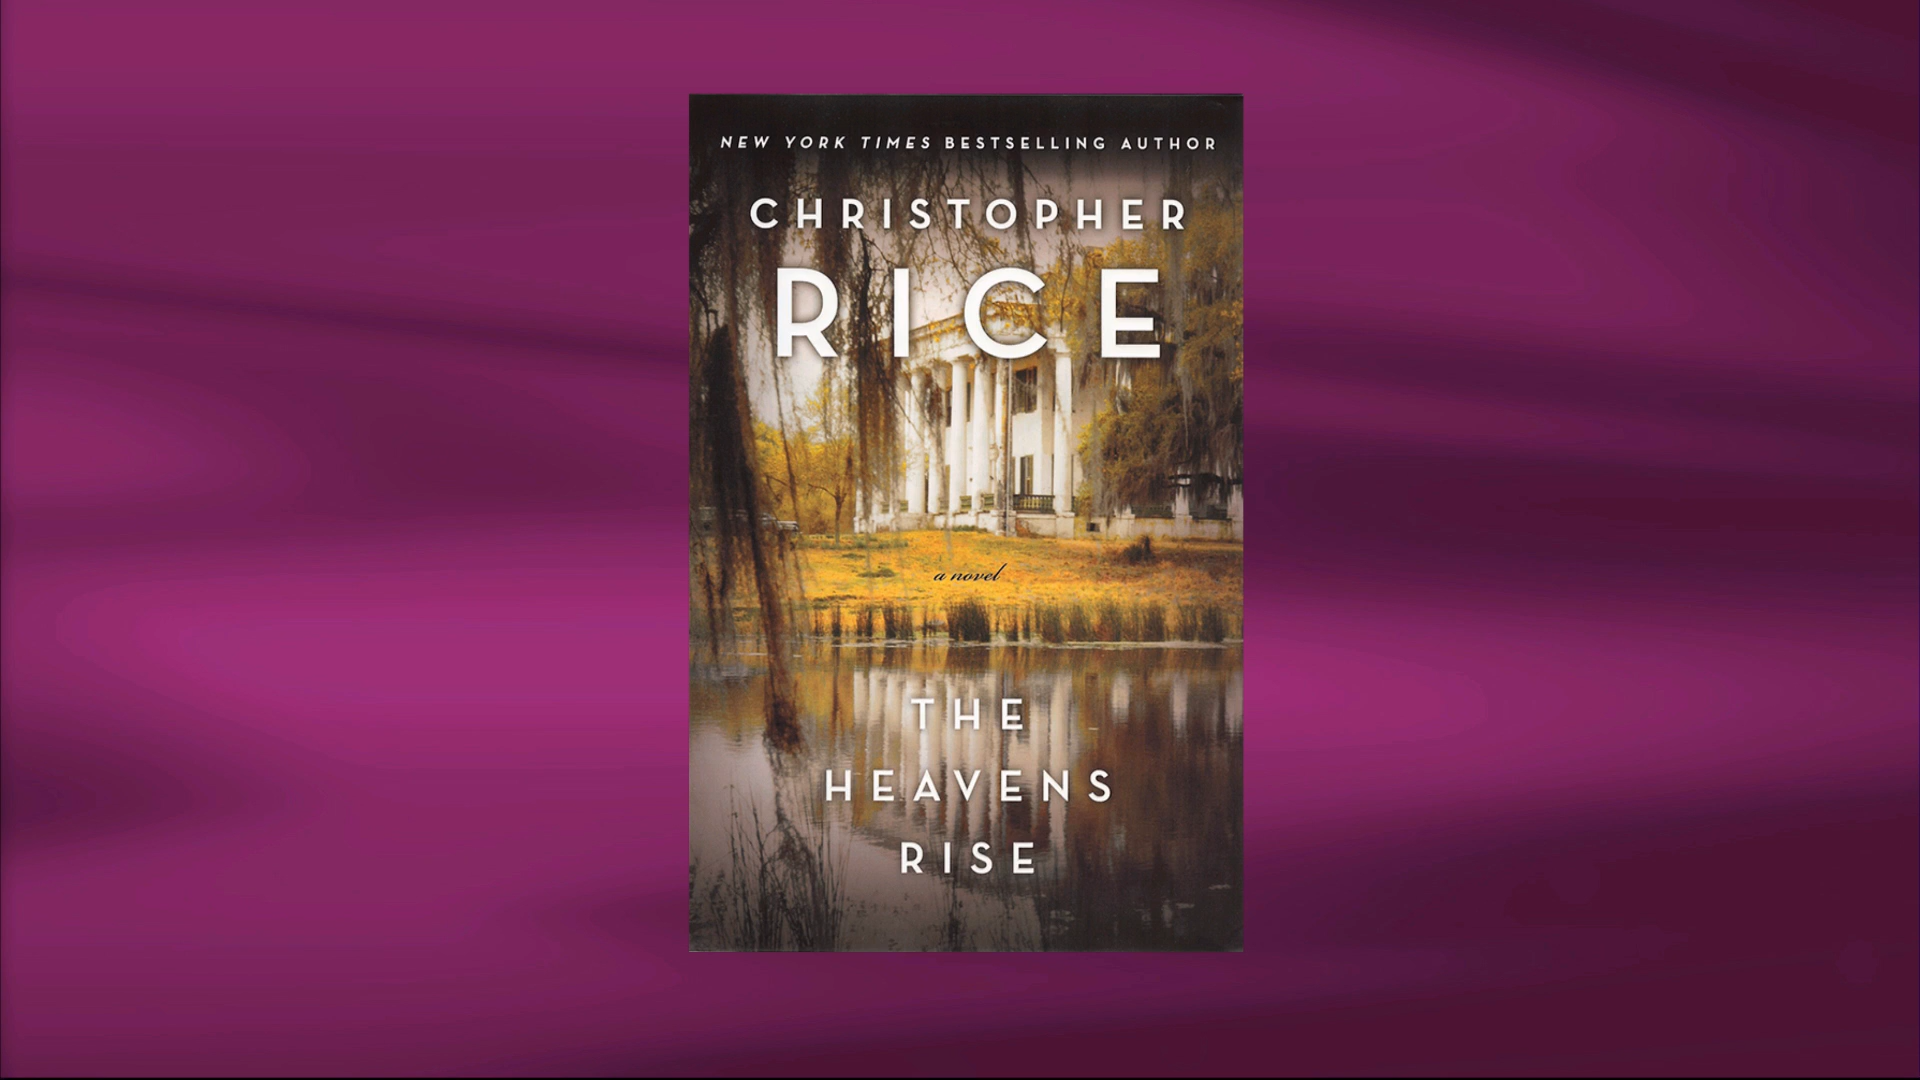 NEW YORK TIMES BESTSELLING AUTHOR
CHRISTOPHER
RICE
a novel
THE
HEAVENS
RISE